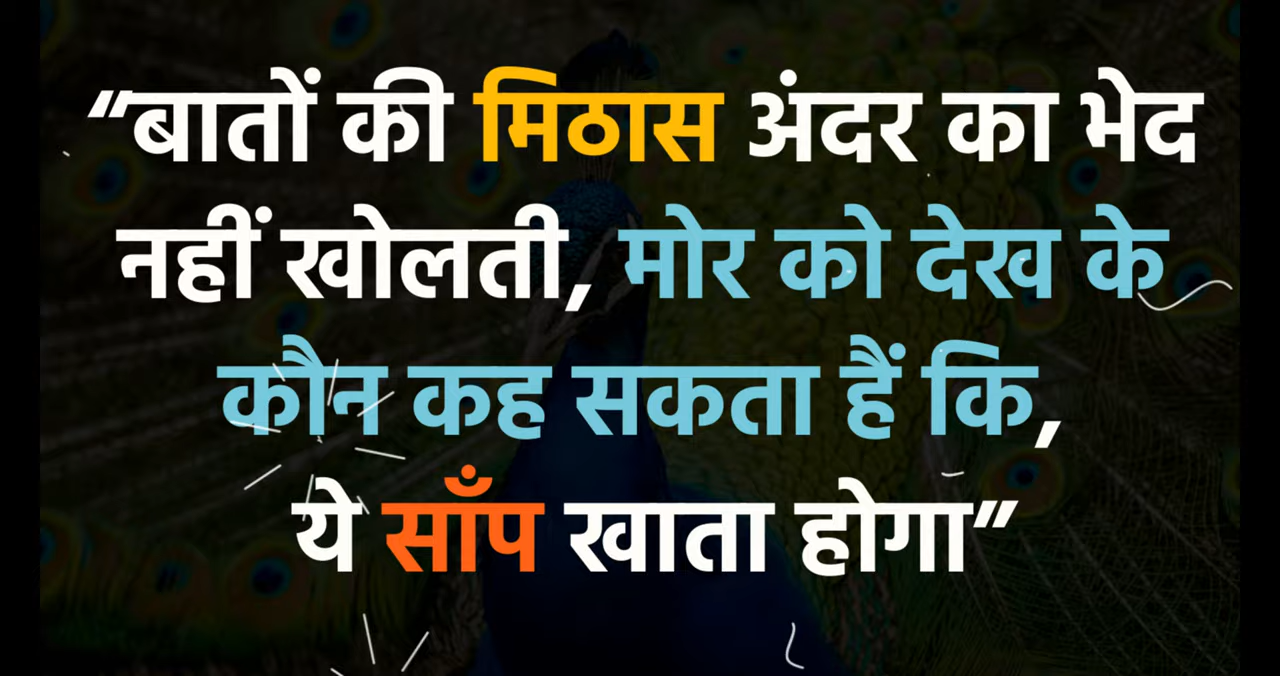 “बातों की मिठास अंदर का भेद
नहीं खोलती, मोर को देख के
कौन कह सकता हैं कि,
ये साँप खाता होगा”